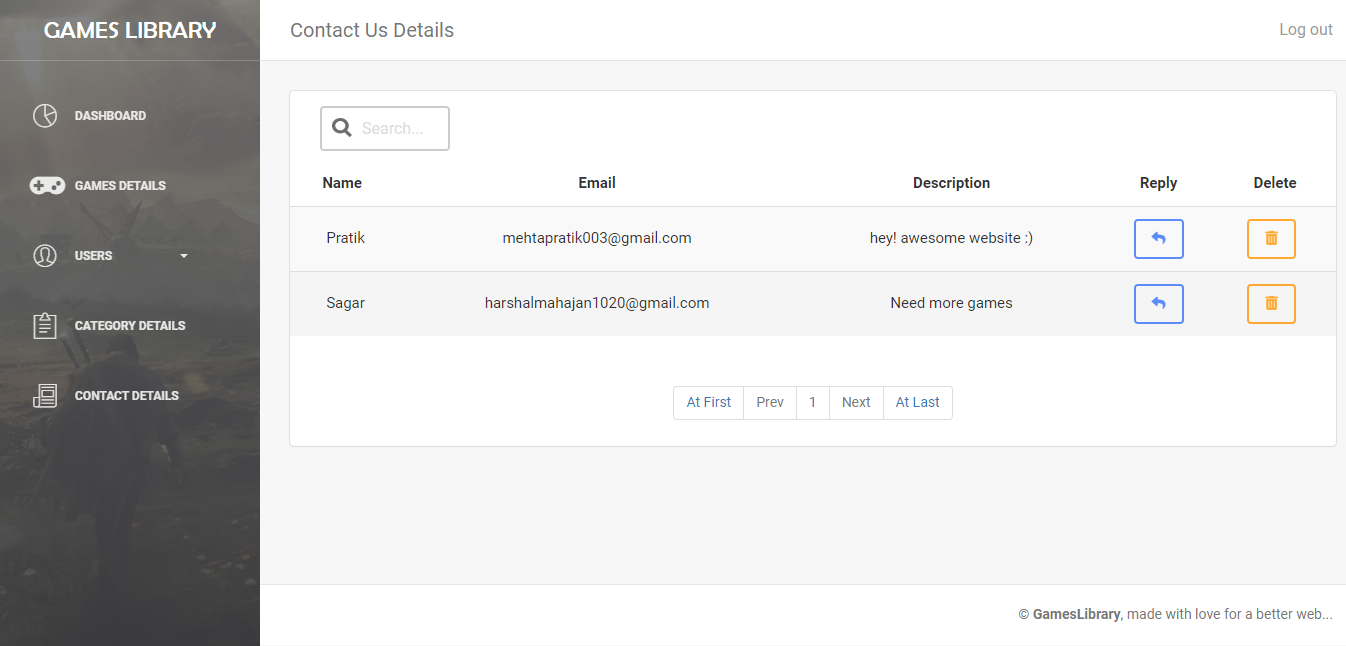 GAMES LIBRARY
Contact Us Details
Log out
DASHBOARD
GAMES DETAILS
USERS
CATEGORY DETAILS
CONTACT DETAILS
Search...
Name Email Description Reply Delete
Pratik mehtapratik003@gmail.com hey! awesome website :)
Sagar harshalmahajan1020@gmail.com Need more games
At First Prev 1 Next At Last
© GamesLibrary, made with love for a better web...